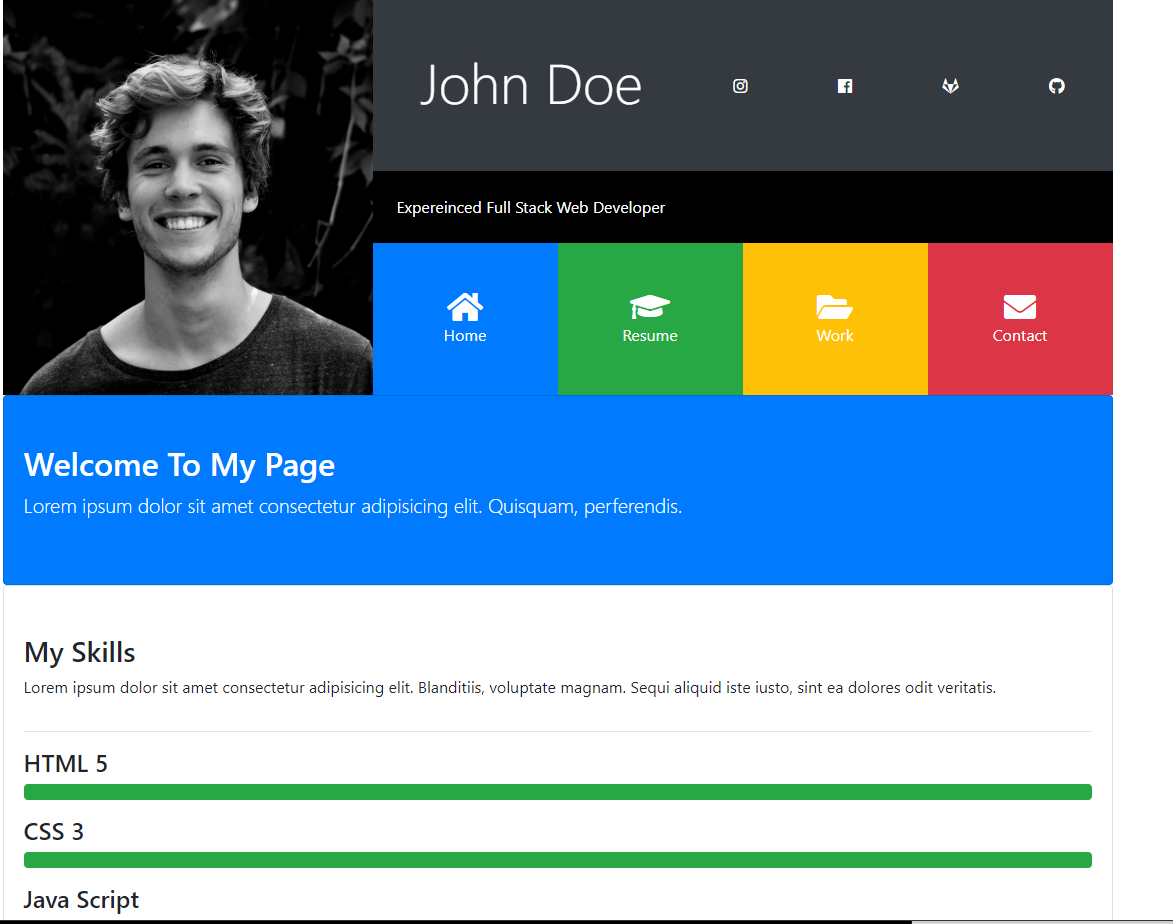 John Doe
Expereinced Full Stack Web Developer
Home
Resume
Work
Contact
Welcome To My Page
Lorem ipsum dolor sit amet consectetur adipisicing elit. Quisquam, perferendis.
My Skills
Lorem ipsum dolor sit amet consectetur adipisicing elit. Blanditiis, voluptate magnam. Sequi aliquid iste iusto, sint ea dolores odit veritatis.
HTML 5
CSS 3
Java Script